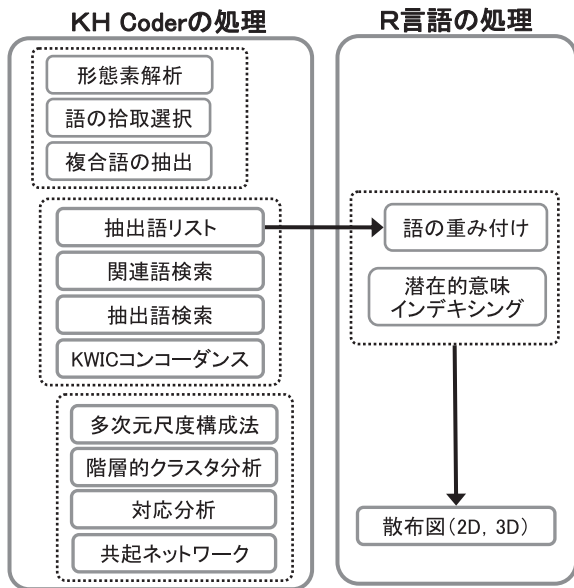 KH Coderの処理
形態素解析
語の拾取選択
複合語の抽出
抽出語リスト
関連語検索
抽出語検索
KWICコンコーダンス
多次元尺度構成法
階層的クラスタ分析
対応分析
共起ネットワーク
R言語の処理
語の重み付け
潜在的意味
インデキシング
散布図(2D, 3D)